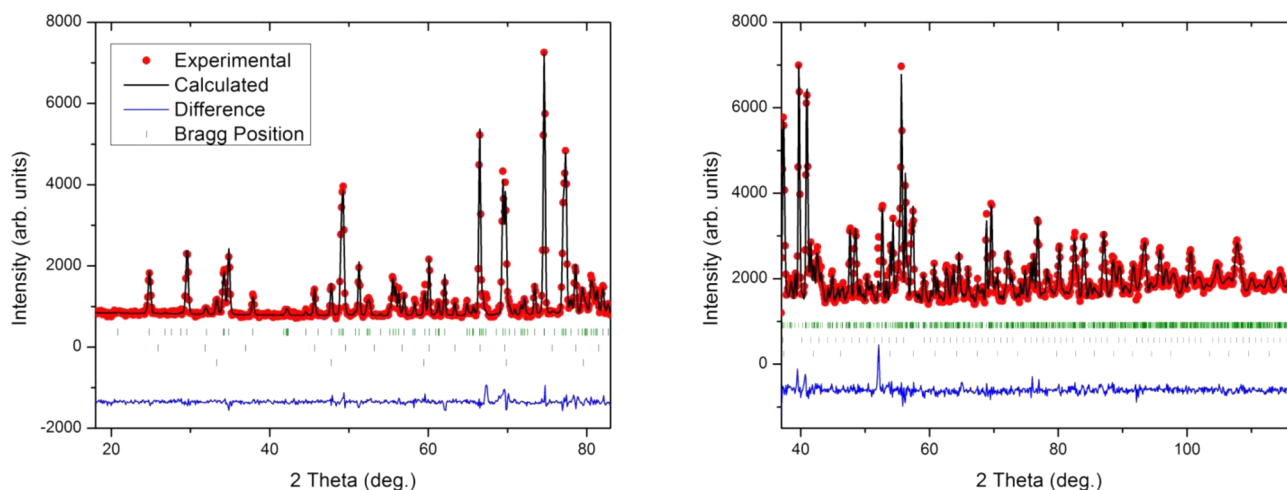 8000
6000
4000
2000
0
-2000
Intensity (arb. units)
Experimental
Calculated
Difference
Bragg Position
20 40 60 80
2 Theta (deg.)
8000
6000
4000
2000
0
Intensity (arb. units)
40 60 80 100
2 Theta (deg.)